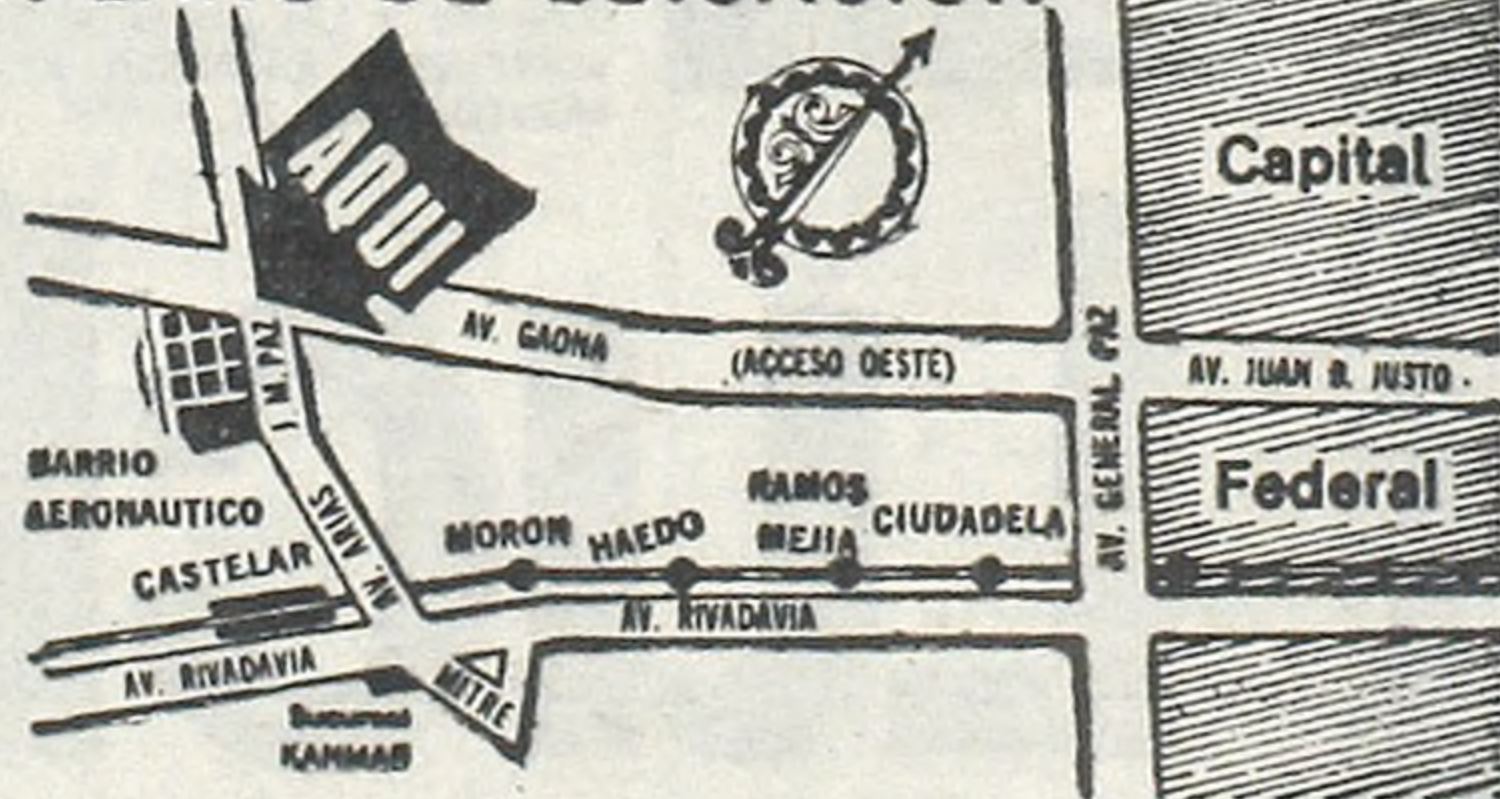 AQUI
Capital
AV. GAONA
(ACCESO OESTE)
AV. JUAN B. JUSTO.
J. M. PAZ
AV. GENERAL PAZ
BARRIO
AERONAUTICO
Federal
AV. ARIAS
MORON
HAEDO
RAMOS
MEJIA
CIUDADELA
CASTELAR
AV. RIVADAVIA
AV. RIVADAVIA
MITRE
Sucursal